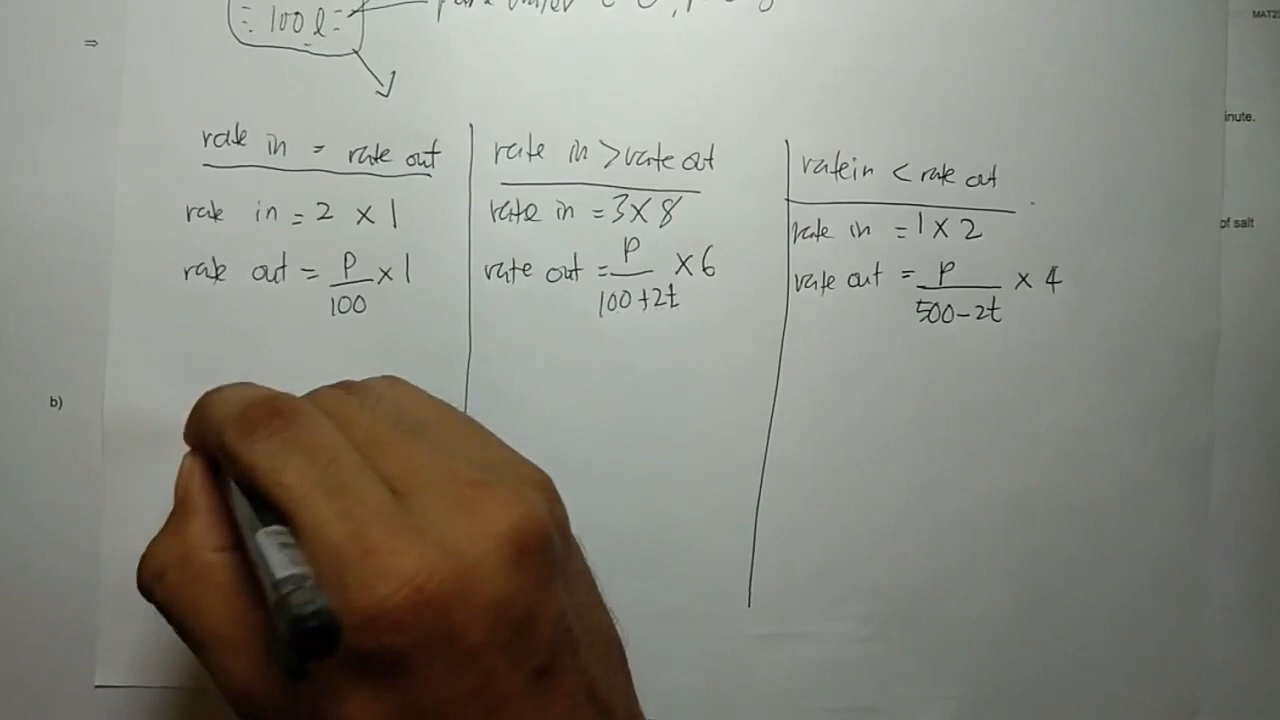 = 100 l =
⇒
MAT2
rate in = rate out
rate in = 2 × 1
rate out = P/100 × 1
rate in > rate out
rate in = 3 × 8
rate out = P/100+2t × 6
rate in < rate out
rate in = 1 × 2
rate out = P/500-2t × 4
inute.
of salt
b)